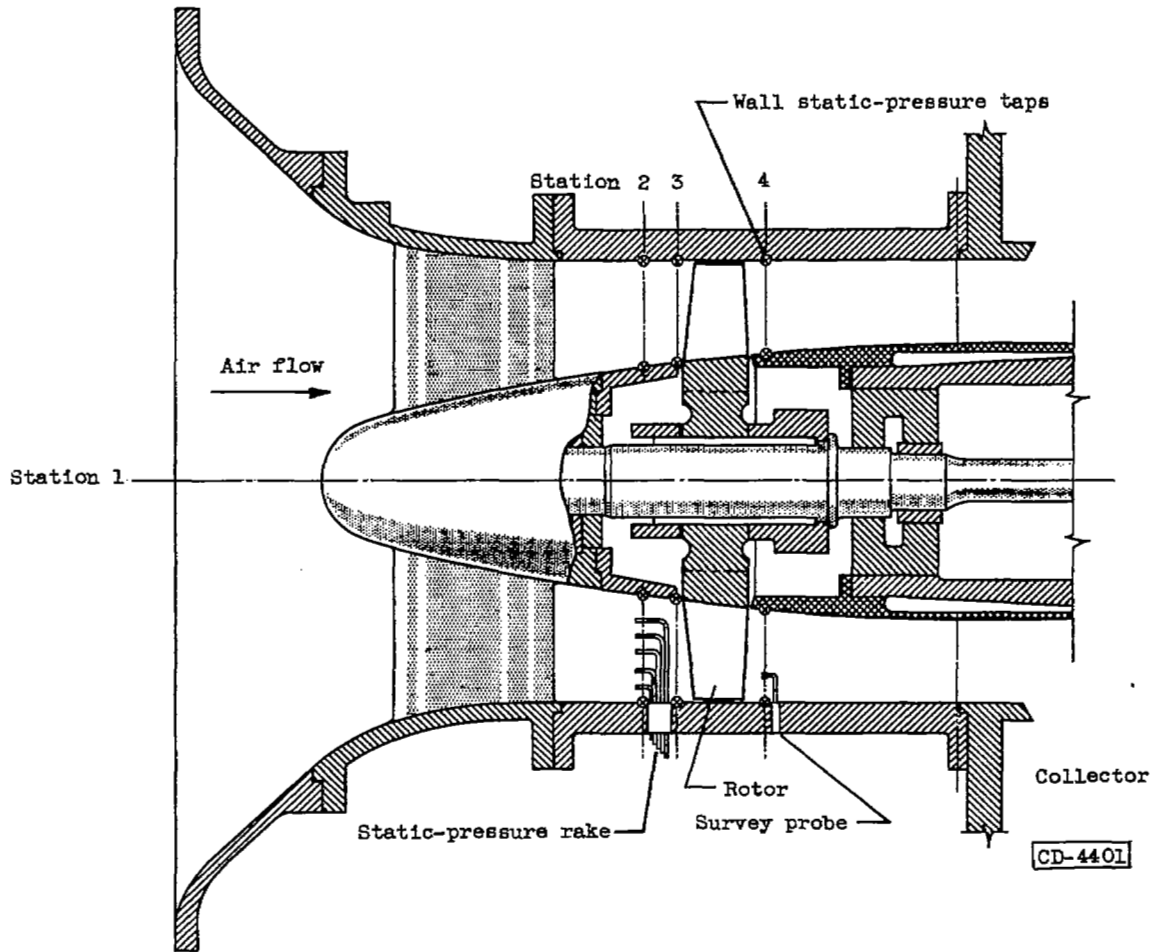 Wall static-pressure taps
Station 2 3 4
Air flow
Station 1
Collector
Rotor
Static-pressure rake
Survey probe
CD-4401